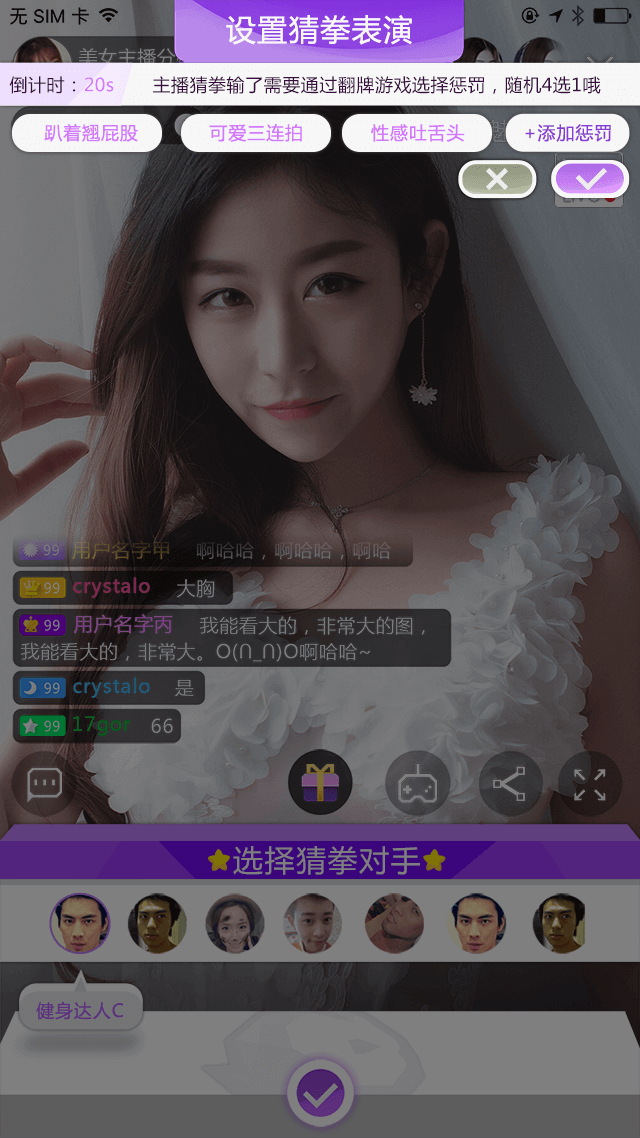 无 SIM 卡
设置猜拳表演
美女主播分
倒计时：20s 主播猜拳输了需要通过翻牌游戏选择惩罚，随机4选1哦
趴着翘屁股 可爱三连拍 性感吐舌头 +添加惩罚
99 用户名字甲 啊哈哈，啊哈哈，啊哈
99 crystalo 大胸
99 用户名字丙 我能看大的，非常大的图，
我能看大的，非常大。O(∩_∩)O啊哈哈~
99 crystalo 是
99 17gor 66
选择猜拳对手
健身达人C